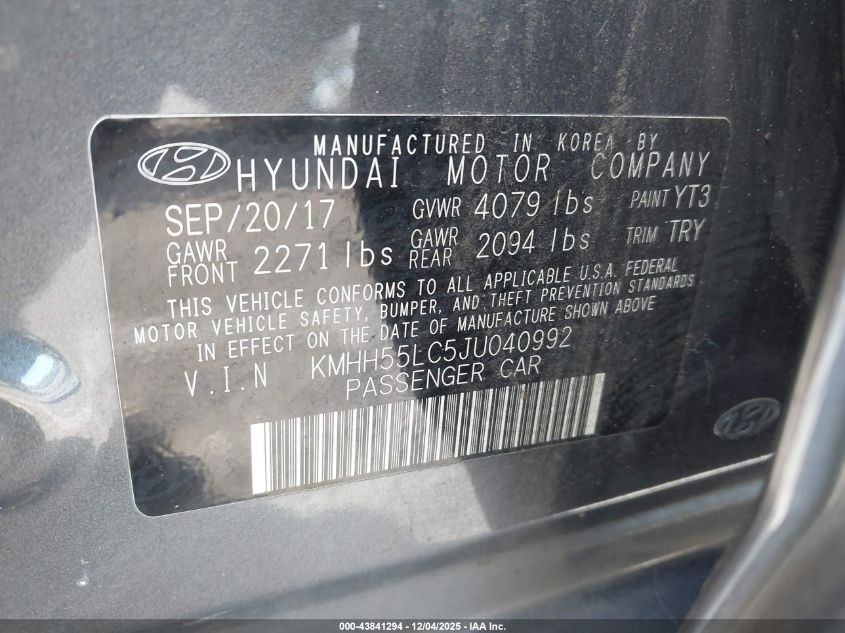 MANUFACTURED IN KOREA BY
HYUNDAI MOTOR COMPANY
SEP/20/17 GVWR 4079 lbs PAINT YT3
GAWR FRONT 2271 lbs GAWR REAR 2094 lbs TRIM TRY
THIS VEHICLE CONFORMS TO ALL APPLICABLE U.S.A. FEDERAL
MOTOR VEHICLE SAFETY, BUMPER, AND THEFT PREVENTION STANDARDS
IN EFFECT ON THE DATE OF MANUFACTURE SHOWN ABOVE
V.I.N KMHH55LC5JU040992
PASSENGER CAR
000-43841294 - 12/04/2025 - IAA Inc.